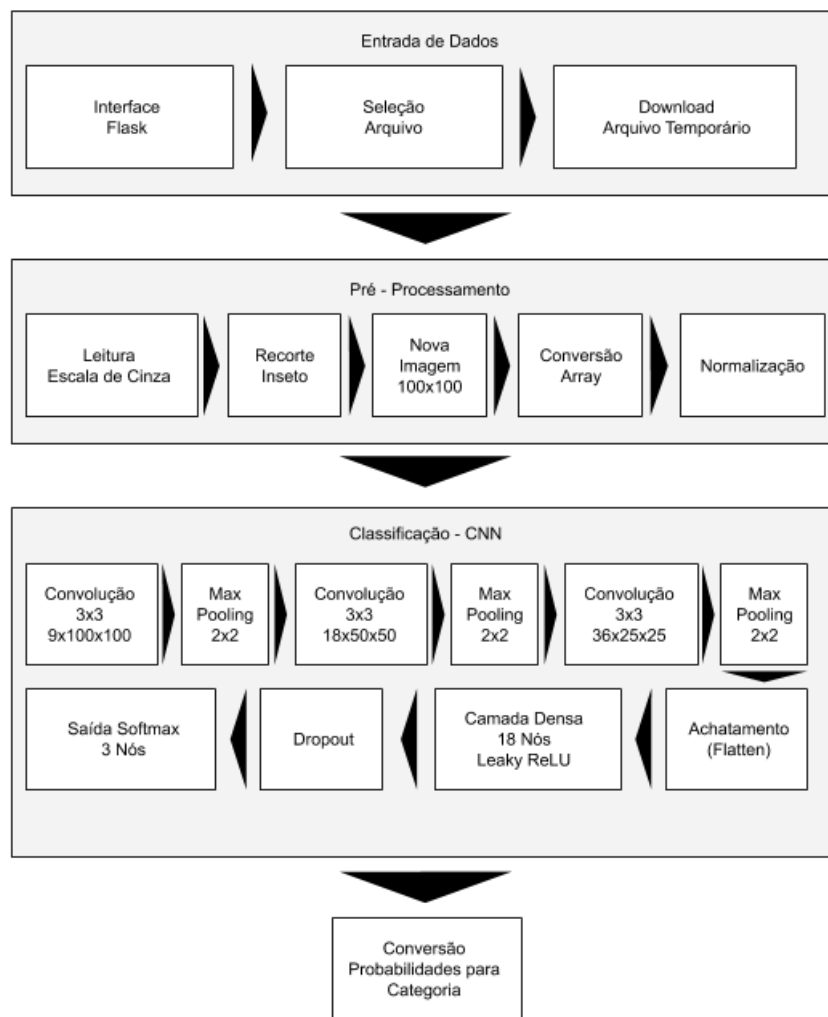 Entrada de Dados
Interface
Flask
Seleção
Arquivo
Download
Arquivo Temporário
Pré - Processamento
Leitura
Escala de Cinza
Recorte
Inseto
Nova
Imagem
100x100
Conversão
Array
Normalização
Classificação - CNN
Convolução
3x3
9x100x100
Max
Pooling
2x2
Convolução
3x3
18x50x50
Max
Pooling
2x2
Convolução
3x3
36x25x25
Max
Pooling
2x2
Achatamento
(Flatten)
Camada Densa
18 Nós
Leaky ReLU
Dropout
Saída Softmax
3 Nós
Conversão
Probabilidades para
Categoria